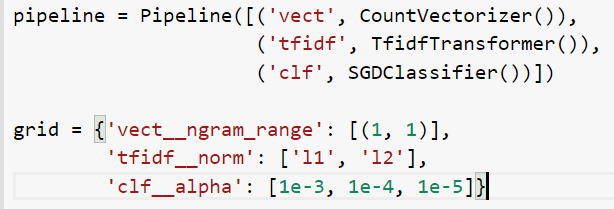 pipeline = Pipeline([('vect', CountVectorizer()),
                     ('tfidf', TfidfTransformer()),
                     ('clf', SGDClassifier())])

grid = {'vect__ngram_range': [(1, 1)],
        'tfidf__norm': ['l1', 'l2'],
        'clf__alpha': [1e-3, 1e-4, 1e-5]}